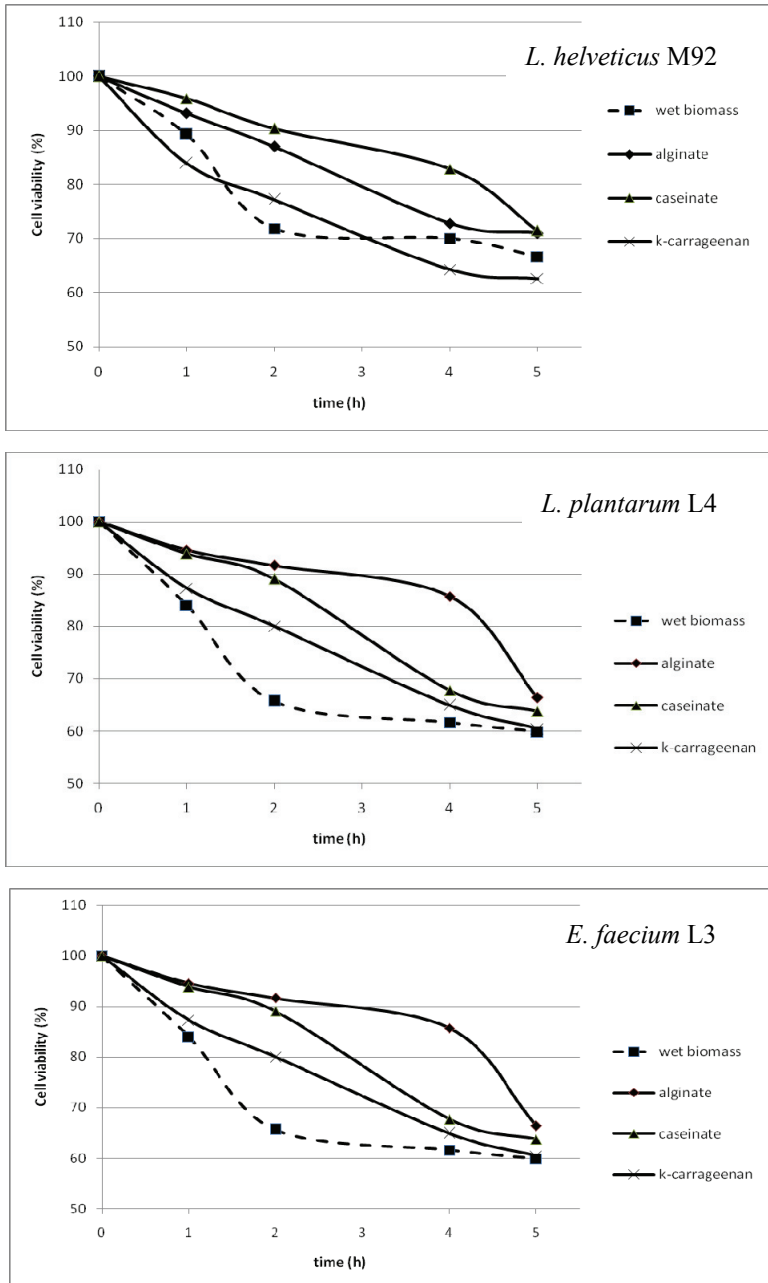 L. helveticus M92
110
100
90
80
70
60
50
Cell viability (%)
0 1 2 3 4 5
time (h)
wet biomass
alginate
caseinate
k-carrageenan
L. plantarum L4
110
100
90
80
70
60
50
Cell viability (%)
0 1 2 3 4 5
time (h)
wet biomass
alginate
caseinate
k-carrageenan
E. faecium L3
110
100
90
80
70
60
50
Cell viability (%)
0 1 2 3 4 5
time (h)
wet biomass
alginate
caseinate
k-carrageenan